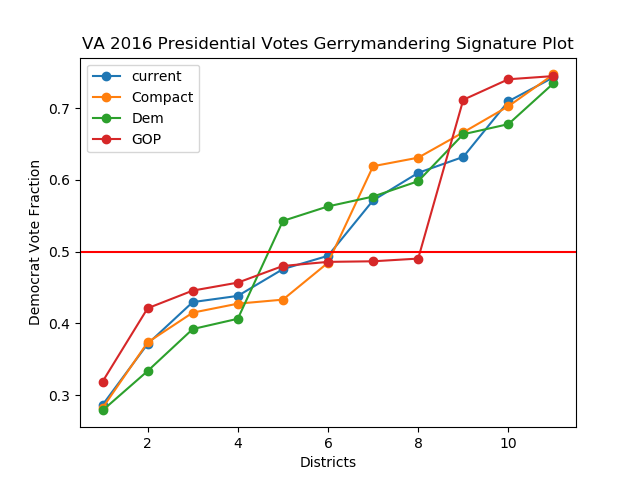 VA 2016 Presidential Votes Gerrymandering Signature Plot
current
Compact
Dem
GOP
0.7
0.6
0.5
0.4
0.3
Democrat Vote Fraction
2 4 6 8 10
Districts